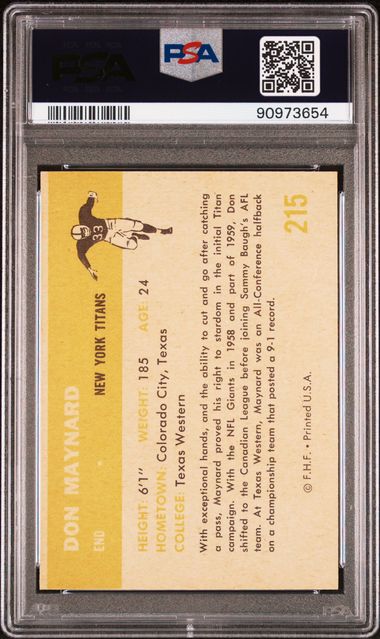 PSA
PSA
90973654
DON MAYNARD
END
NEW YORK TITANS
33
HEIGHT: 6'1" WEIGHT: 185 AGE: 24
HOMETOWN: Colorado City, Texas
COLLEGE: Texas Western
With exceptional hands, and the ability to cut and go after catching
a pass, Maynard proved his right to stardom in the initial Titan
campaign. With the NFL Giants in 1958 and part of 1959, Don
shifted to the Canadian League before joining Sammy Baugh's AFL
team. At Texas Western, Maynard was an All-Conference halfback
on a championship team that posted a 9-1 record.
215
© F.H.F. • Printed U.S.A.